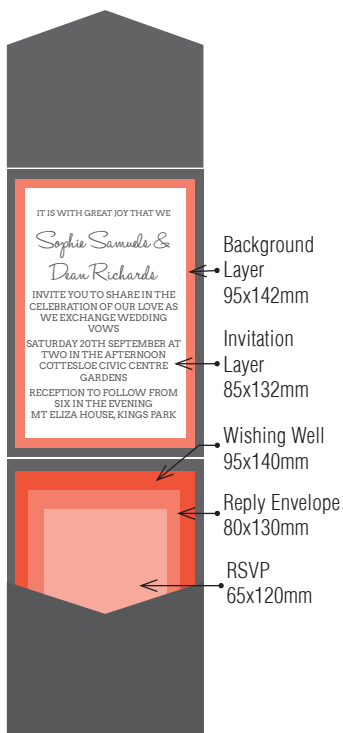 IT IS WITH GREAT JOY THAT WE
Sophie Samuels &
Dean Richards
INVITE YOU TO SHARE IN THE
CELEBRATION OF OUR LOVE AS
WE EXCHANGE WEDDING
VOWS
SATURDAY 20TH SEPTEMBER AT
TWO IN THE AFTERNOON
COTTESLOE CIVIC CENTRE
GARDENS
RECEPTION TO FOLLOW FROM
SIX IN THE EVENING
MT ELIZA HOUSE, KINGS PARK
Background
Layer
95x142mm
Invitation
Layer
85x132mm
Wishing Well
95x140mm
Reply Envelope
80x130mm
RSVP
65x120mm